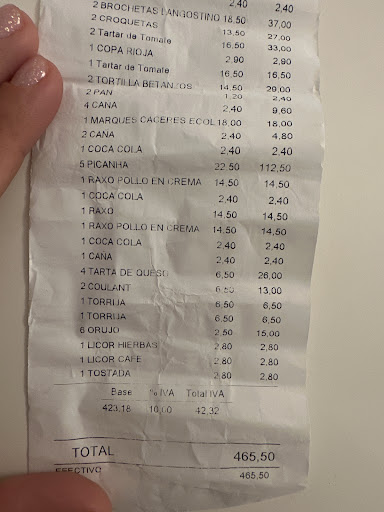 2,40 2,40
2 BROCHETAS LANGOSTINO 18,50 37,00
2 CROQUETAS 13,50 27,00
2 Tartar de Tomate 16,50 33,00
1 COPA RIOJA 2,90 2,90
1 Tartar de Tomate 16,50 16,50
2 TORTILLA BETANZOS 14,50 29,00
2 PAN 1,20 2,40
4 CAÑA 2,40 9,60
1 MARQUES CACERES ECOL 18,00 18,00
2 CAÑA 2,40 4,80
1 COCA COLA 2,40 2,40
5 PICANHA 22,50 112,50
1 RAXO POLLO EN CREMA 14,50 14,50
1 COCA COLA 2,40 2,40
1 RAXO 14,50 14,50
1 RAXO POLLO EN CREMA 14,50 14,50
1 COCA COLA 2,40 2,40
1 CAÑA 2,40 2,40
4 TARTA DE QUESO 6,50 26,00
2 COULANT 6,50 13,00
1 TORRIJA 6,50 6,50
1 TORRIJA 6,50 6,50
6 ORUJO 2,50 15,00
1 LICOR HIERBAS 2,80 2,80
1 LICOR CAFE 2,80 2,80
1 TOSTADA 2,80 2,80
Base % IVA Total IVA
423,18 10,00 42,32
TOTAL 465,50
EFECTIVO 465,50